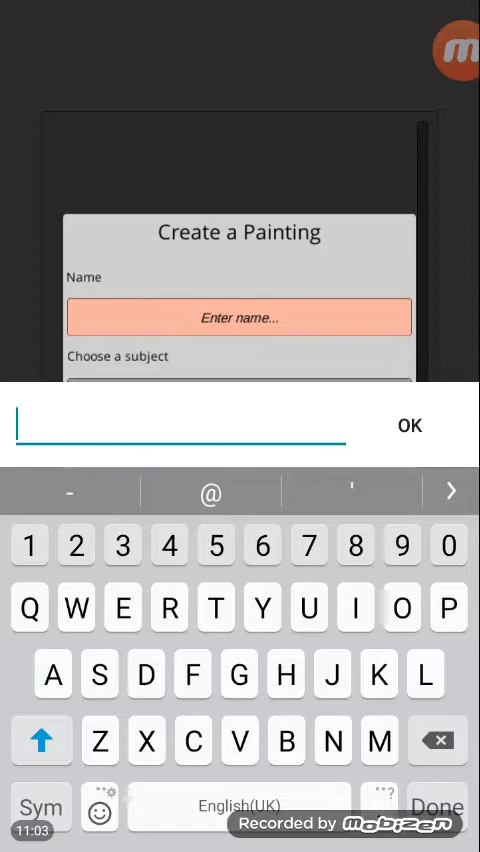 m
Create a Painting
Name
Enter name...
Choose a subject
OK
- @ '
1 2 3 4 5 6 7 8 9 0
Q W E R T Y U I O P
A S D F G H J K L
Z X C V B N M
Sym English(UK) ? Done
11:03 Recorded by mobizen